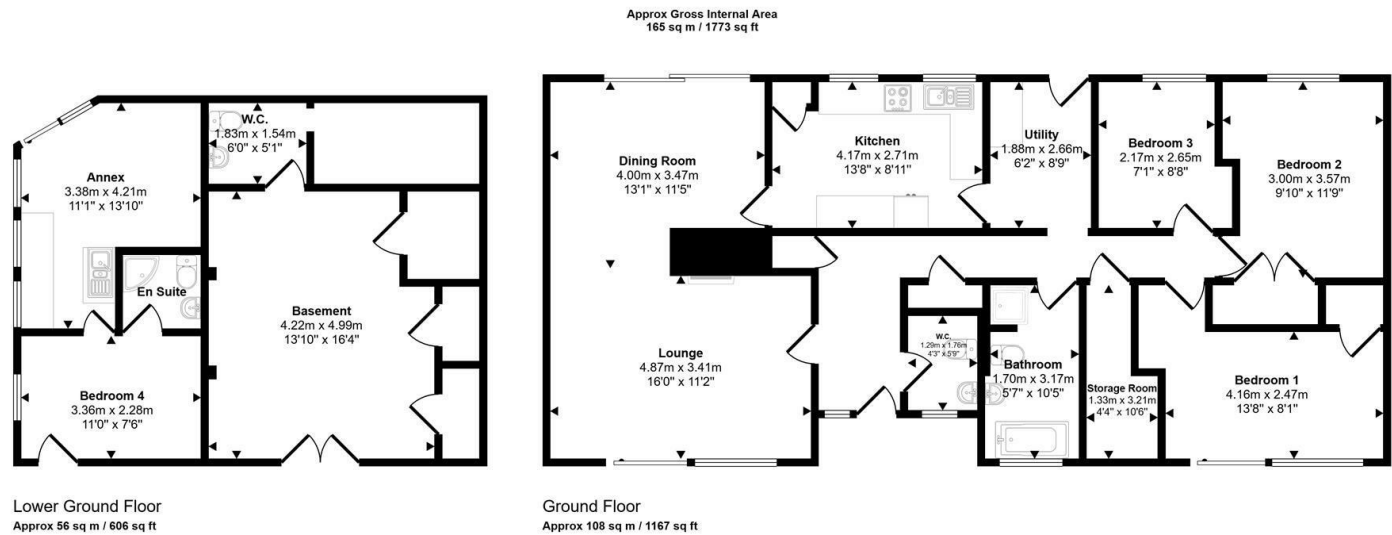 Approx Gross Internal Area
165 sq m / 1773 sq ft
Annex
3.38m x 4.21m
11'1" x 13'10"
W.C.
1.83m x 1.54m
6'0" x 5'1"
En Suite
Basement
4.22m x 4.99m
13'10" x 16'4"
Bedroom 4
3.36m x 2.28m
11'0" x 7'6"
Lower Ground Floor
Approx 56 sq m / 606 sq ft
Dining Room
4.00m x 3.47m
13'1" x 11'5"
Kitchen
4.17m x 2.71m
13'8" x 8'11"
Utility
1.88m x 2.66m
6'2" x 8'9"
Bedroom 3
2.17m x 2.65m
7'1" x 8'8"
Bedroom 2
3.00m x 3.57m
9'10" x 11'9"
Lounge
4.87m x 3.41m
16'0" x 11'2"
W.C.
1.29m x 1.76m
4'3" x 5'9"
Bathroom
1.70m x 3.17m
5'7" x 10'5"
Storage Room
1.33m x 3.21m
4'4" x 10'6"
Bedroom 1
4.16m x 2.47m
13'8" x 8'1"
Ground Floor
Approx 108 sq m / 1167 sq ft